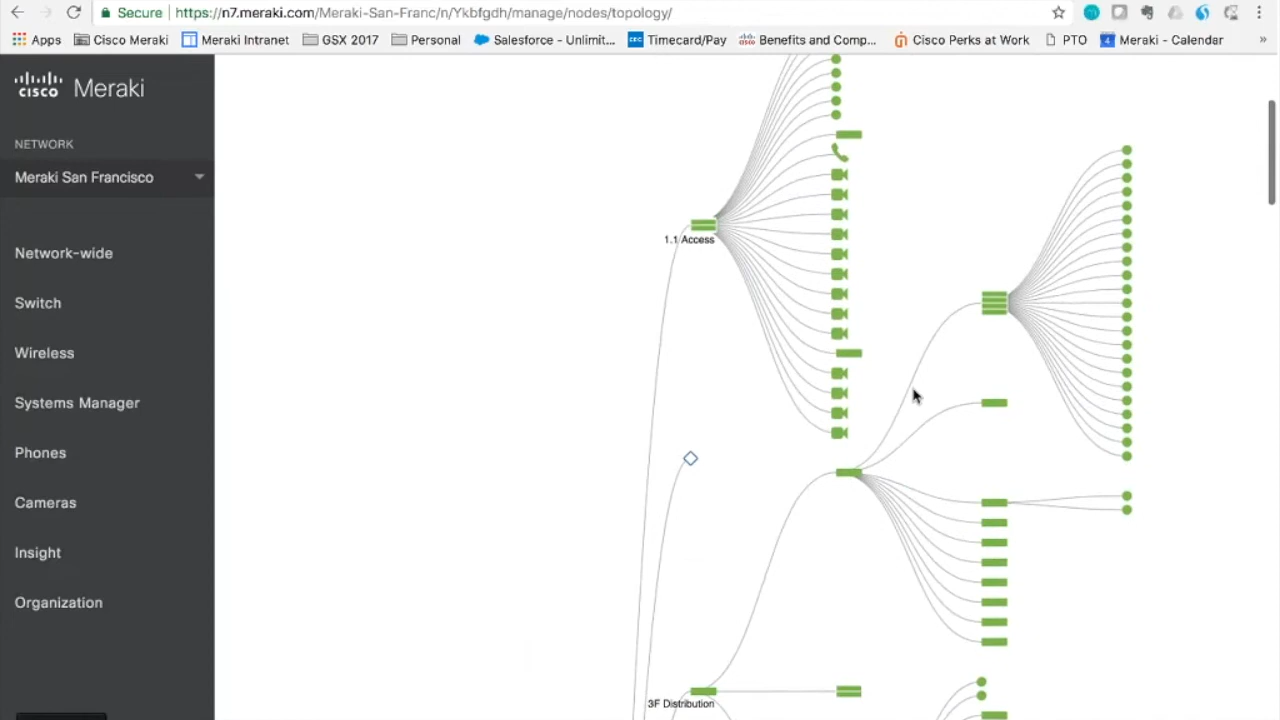 Secure https://n7.meraki.com/Meraki-San-Franc/n/Ykbfgdh/manage/nodes/topology/
Apps Cisco Meraki Meraki Intranet GSX 2017 Personal Salesforce - Unlimit... Timecard/Pay Benefits and Comp... Cisco Perks at Work PTO Meraki - Calendar »
cisco Meraki
NETWORK
Meraki San Francisco
Network-wide
Switch
Wireless
Systems Manager
Phones
Cameras
Insight
Organization
1.1 Access
3F Distribution